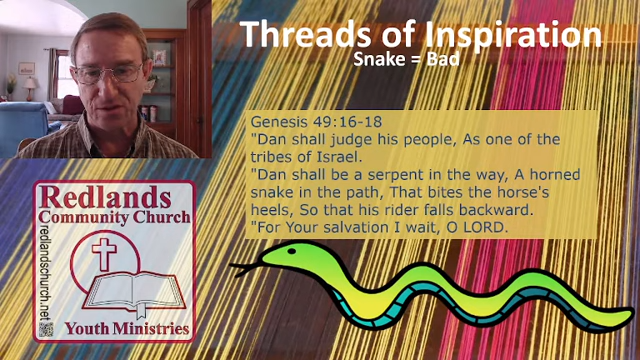 Threads of Inspiration
Snake = Bad
Genesis 49:16-18
"Dan shall judge his people, As one of the
tribes of Israel.
"Dan shall be a serpent in the way, A horned
snake in the path, That bites the horse's
heels, So that his rider falls backward.
"For Your salvation I wait, O LORD.
Redlands
Community Church
redlandschurch.net
Youth Ministries